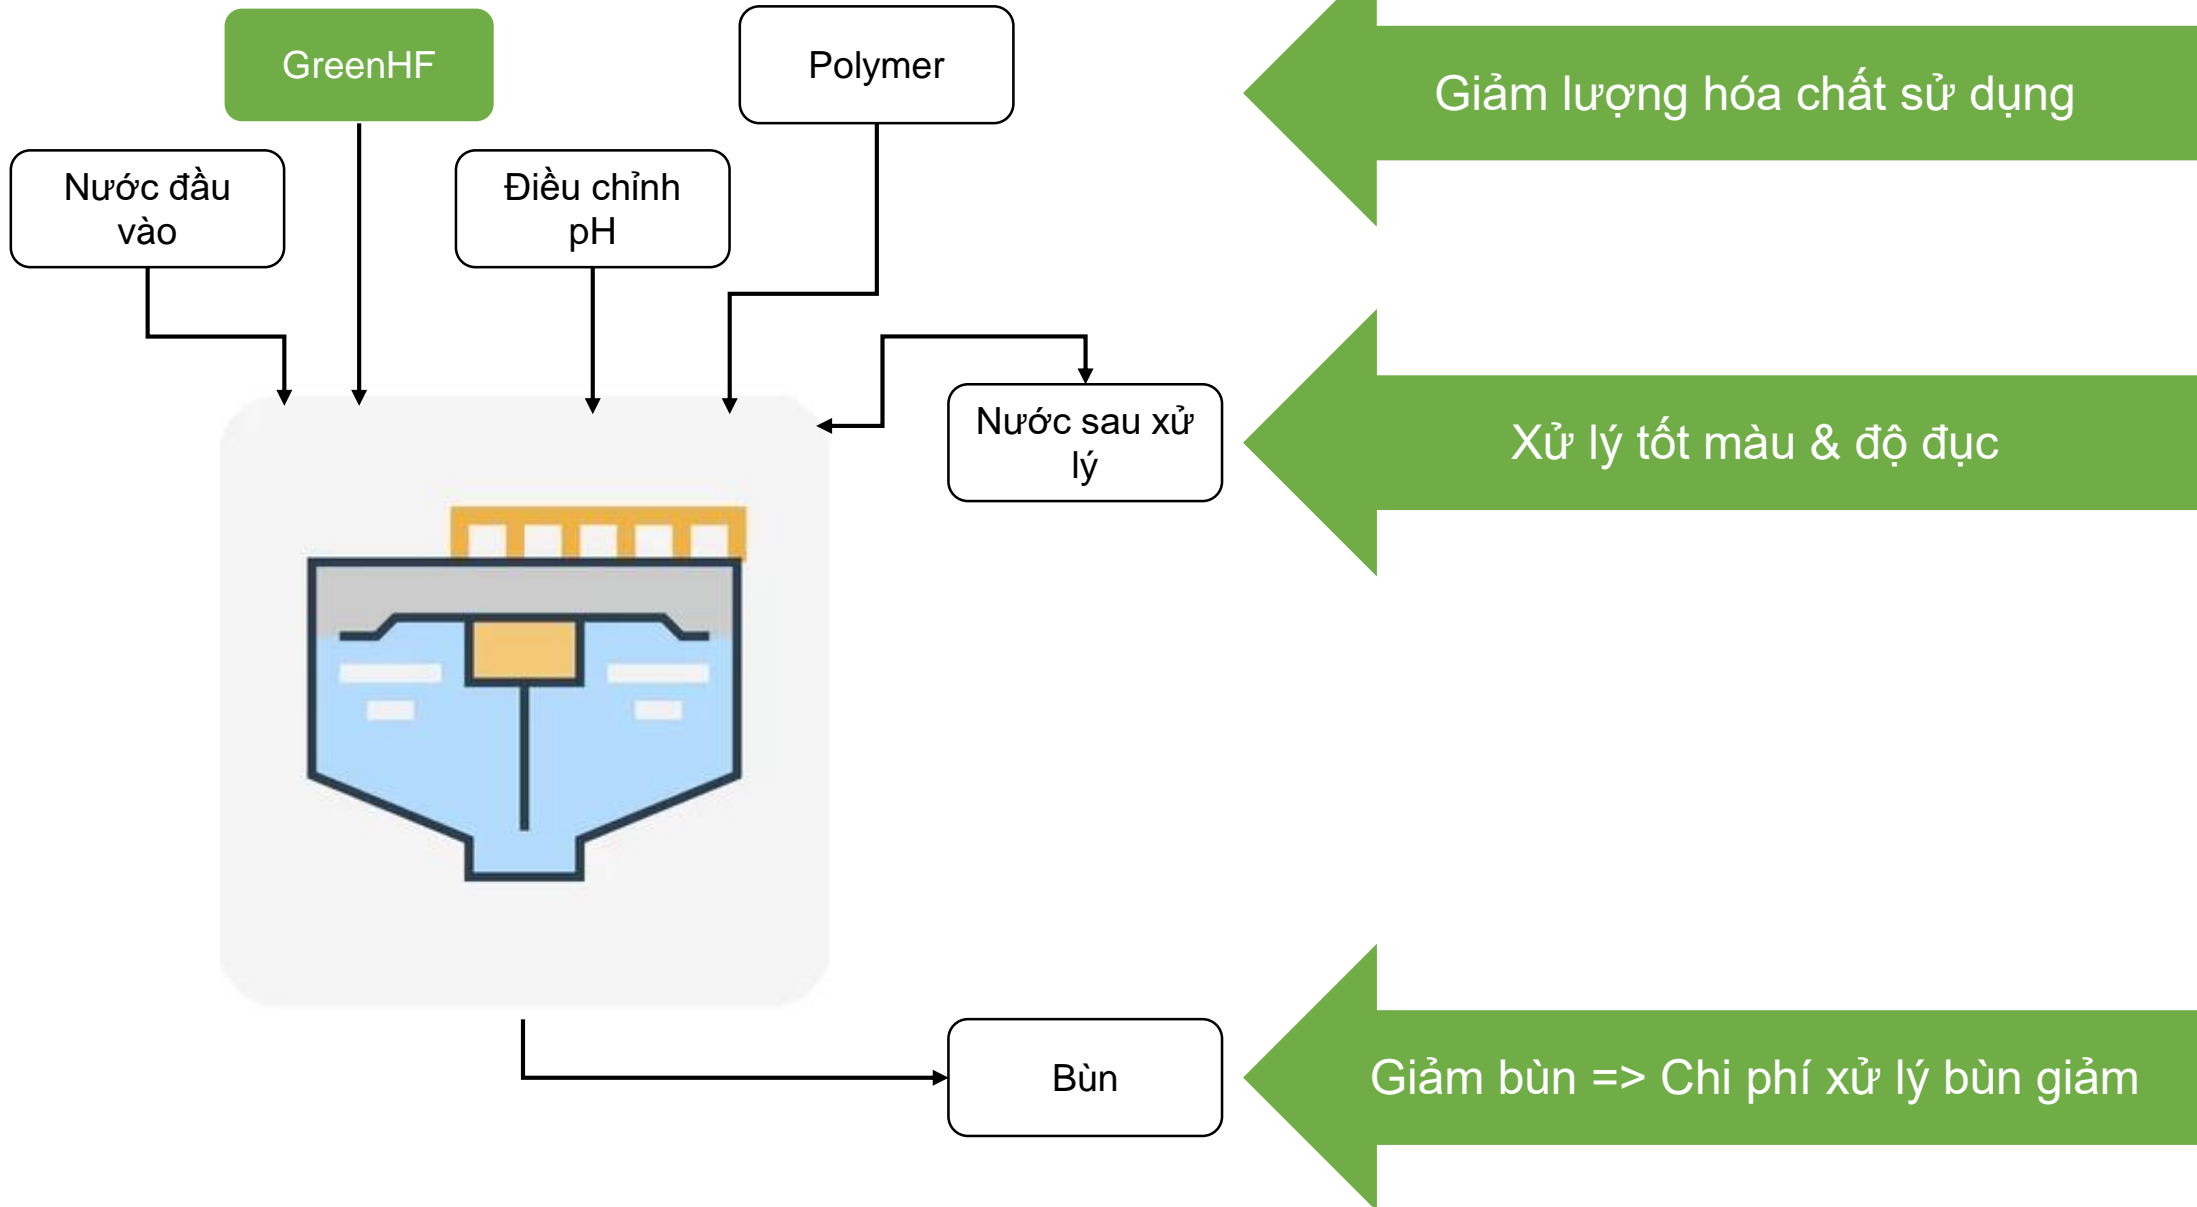 GreenHF
Polymer
Giảm lượng hóa chất sử dụng
Nước đầu
vào
Điều chỉnh
pH
Nước sau xử
lý
Xử lý tốt màu & độ đục
Bùn
Giảm bùn => Chi phí xử lý bùn giảm